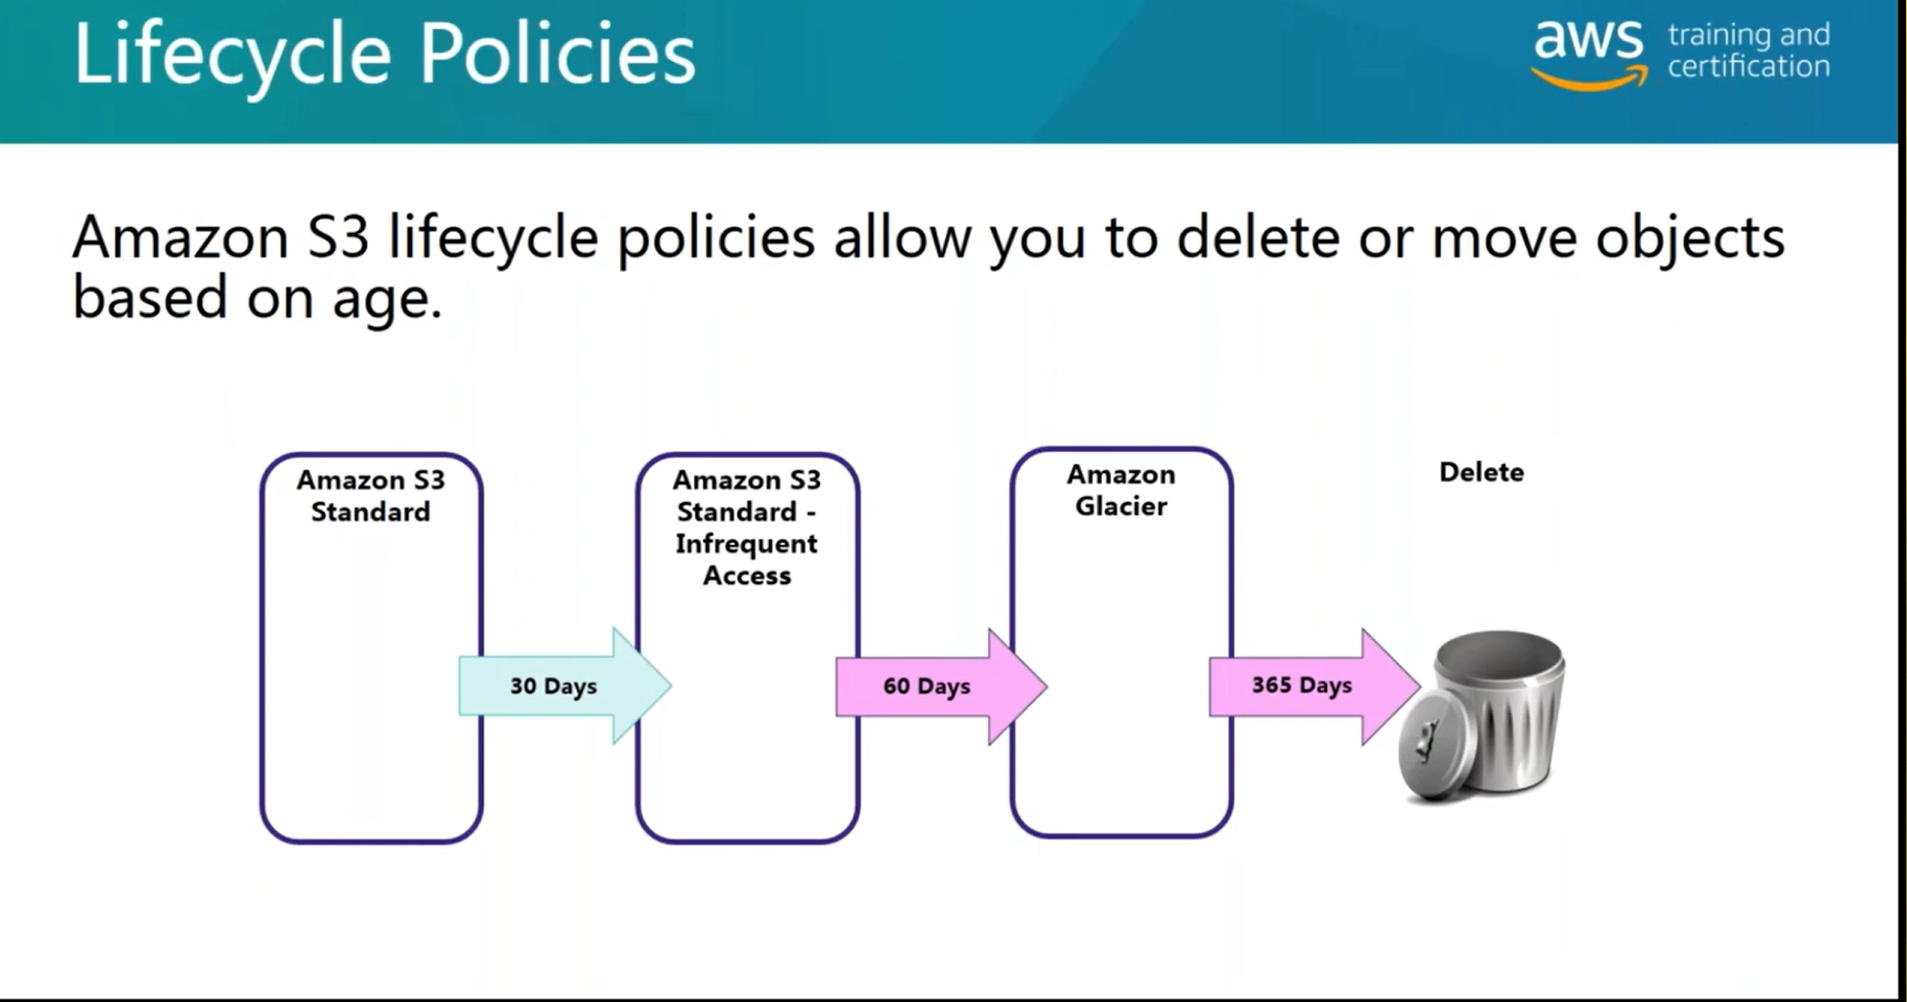 Lifecycle Policies
aws
training and
certification
Amazon S3 lifecycle policies allow you to delete or move objects
based on age.
Amazon S3
Standard
Amazon S3
Standard -
Infrequent
Access
Amazon
Glacier
Delete
30 Days
60 Days
365 Days